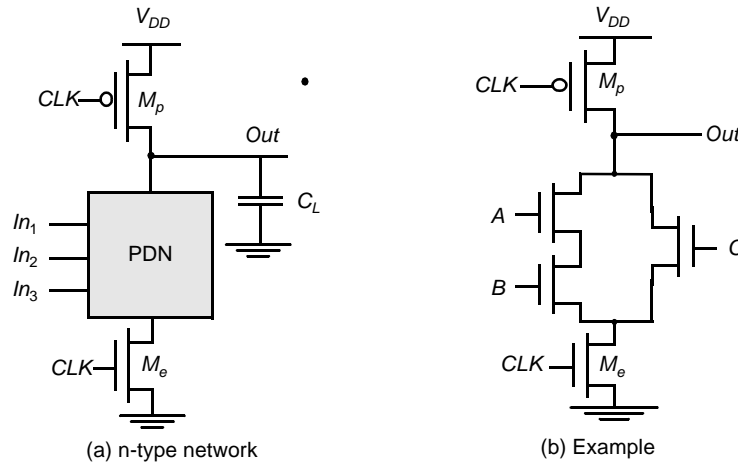 V_DD
CLK
M_p
Out
C_L
In_1
In_2
In_3
PDN
CLK
M_e
(a) n-type network
V_DD
CLK
M_p
Out
A
B
C
CLK
M_e
(b) Example